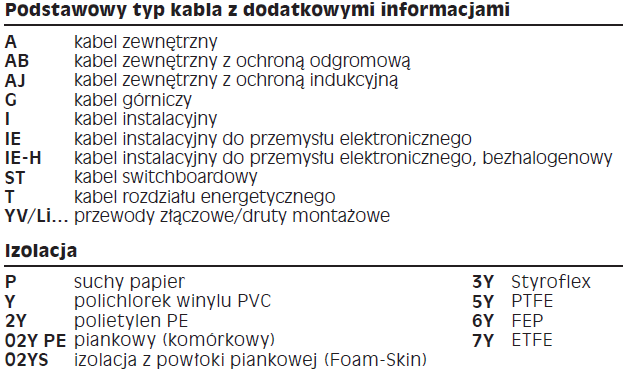 Podstawowy typ kabla z dodatkowymi informacjami
A kabel zewnętrzny
AB kabel zewnętrzny z ochroną odgromową
AJ kabel zewnętrzny z ochroną indukcyjną
G kabel górniczy
I kabel instalacyjny
IE kabel instalacyjny do przemysłu elektronicznego
IE-H kabel instalacyjny do przemysłu elektronicznego, bezhalogenowy
ST kabel switchboardowy
T kabel rozdziału energetycznego
YV/Li... przewody złączowe/druty montażowe
Izolacja
P suchy papier 3Y Styroflex
Y polichlorek winylu PVC 5Y PTFE
2Y polietylen PE 6Y FEP
02Y PE piankowy (komórkowy) 7Y ETFE
02YS izolacja z powłoki piankowej (Foam-Skin)